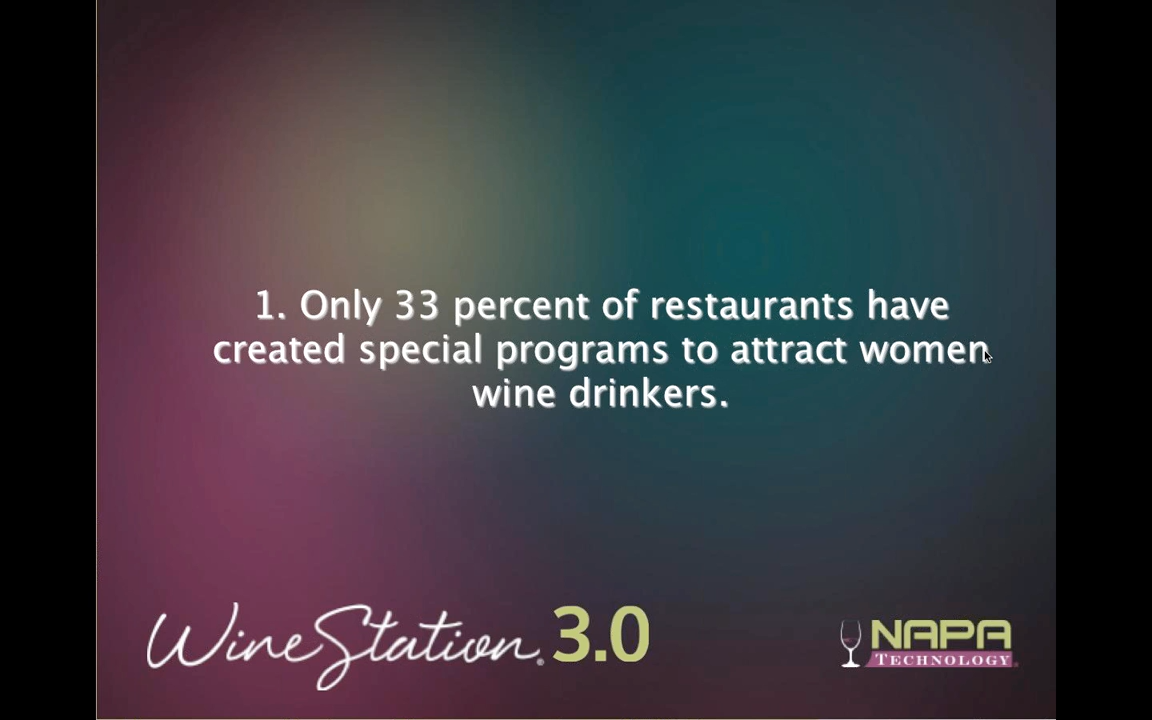 1. Only 33 percent of restaurants have
created special programs to attract women
wine drinkers.
WineStation® 3.0
NAPA
TECHNOLOGY